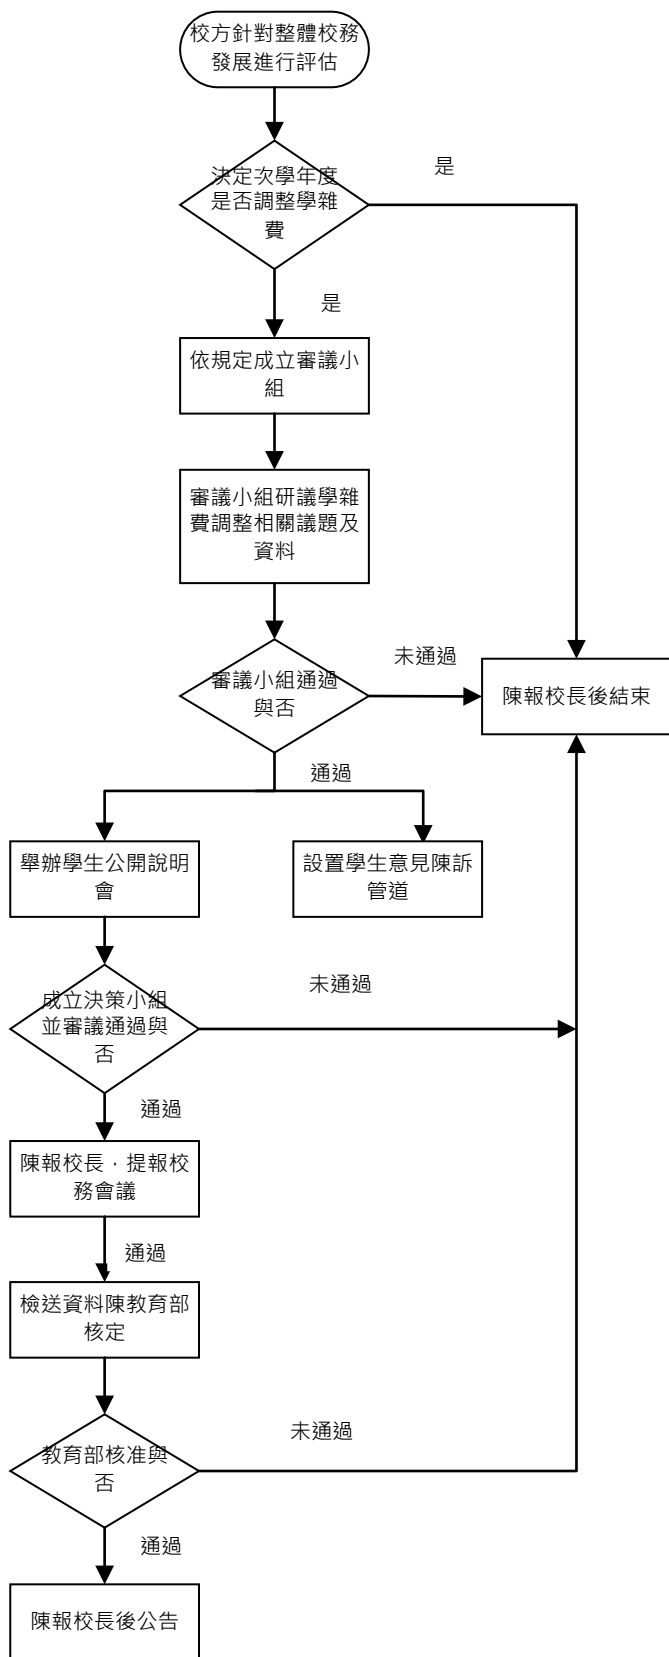 校方針對整體校務
發展進行評估
決定次學年度
是否調整學雜
費
是
是
依規定成立審議小
組
審議小組研議學雜
費調整相關議題及
資料
審議小組通過
與否
未通過
陳報校長後結束
通過
舉辦學生公開說明
會
設置學生意見陳訴
管道
成立決策小組
並審議通過與
否
未通過
通過
陳報校長，提報校
務會議
通過
檢送資料陳教育部
核定
教育部核准與
否
未通過
通過
陳報校長後公告